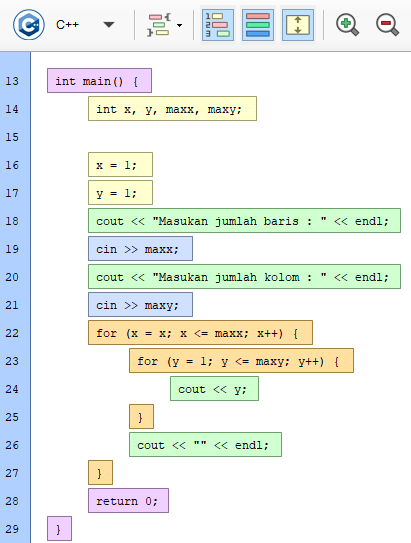 C++
13 int main() {
14 int x, y, maxx, maxy;
15
16 x = 1;
17 y = 1;
18 cout << "Masukan jumlah baris : " << endl;
19 cin >> maxx;
20 cout << "Masukan jumlah kolom : " << endl;
21 cin >> maxy;
22 for (x = x; x <= maxx; x++) {
23 for (y = 1; y <= maxy; y++) {
24 cout << y;
25 }
26 cout << "" << endl;
27 }
28 return 0;
29 }